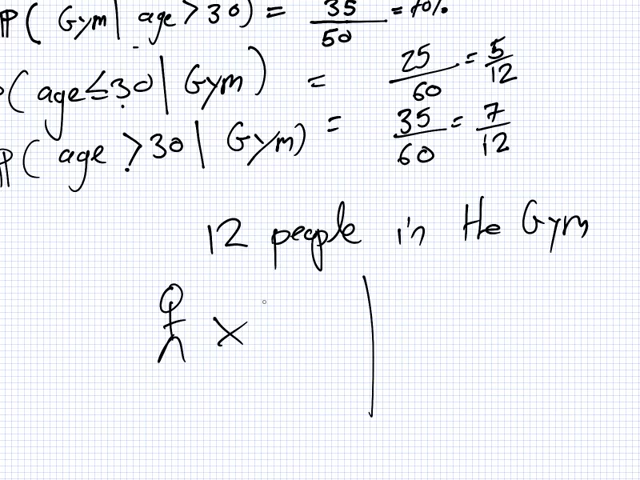 ℙ( Gym | age > 30) = 35/50 = 70%
ℙ( age ≤ 30 | Gym) = 25/60 = 5/12
ℙ( age > 30 | Gym) = 35/60 = 7/12
12 people in the Gym
×